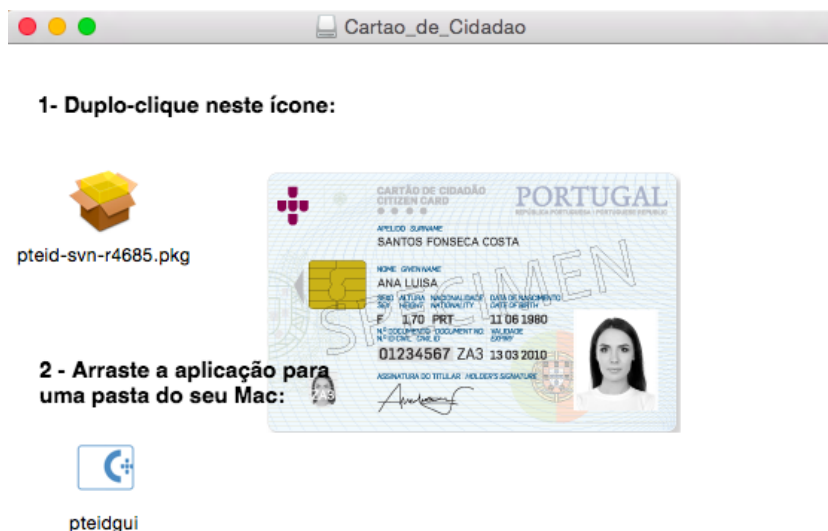 Cartao_de_Cidadao
1- Duplo-clique neste ícone:
pteid-svn-r4685.pkg
CARTÃO DE CIDADÃO
CITIZEN CARD
PORTUGAL
REPÚBLICA PORTUGUESA / PORTUGUESE REPUBLIC
APELIDO SURNAME
SANTOS FONSECA COSTA
NOME GIVEN NAME
ANA LUISA
SEXO ALTURA NACIONALIDADE DATA DE NASCIMENTO
SEX HEIGHT NATIONALITY DATE OF BIRTH
F 1,70 PRT 11 06 1980
Nº DOCUMENTO DOCUMENT NO. VALIDADE
EXPIRY
01234567 ZA3 13 03 2010
SPECIMEN
ASSINATURA DO TITULAR HOLDER'S SIGNATURE
2 - Arraste a aplicação para
uma pasta do seu Mac:
ZA3
pteidgui